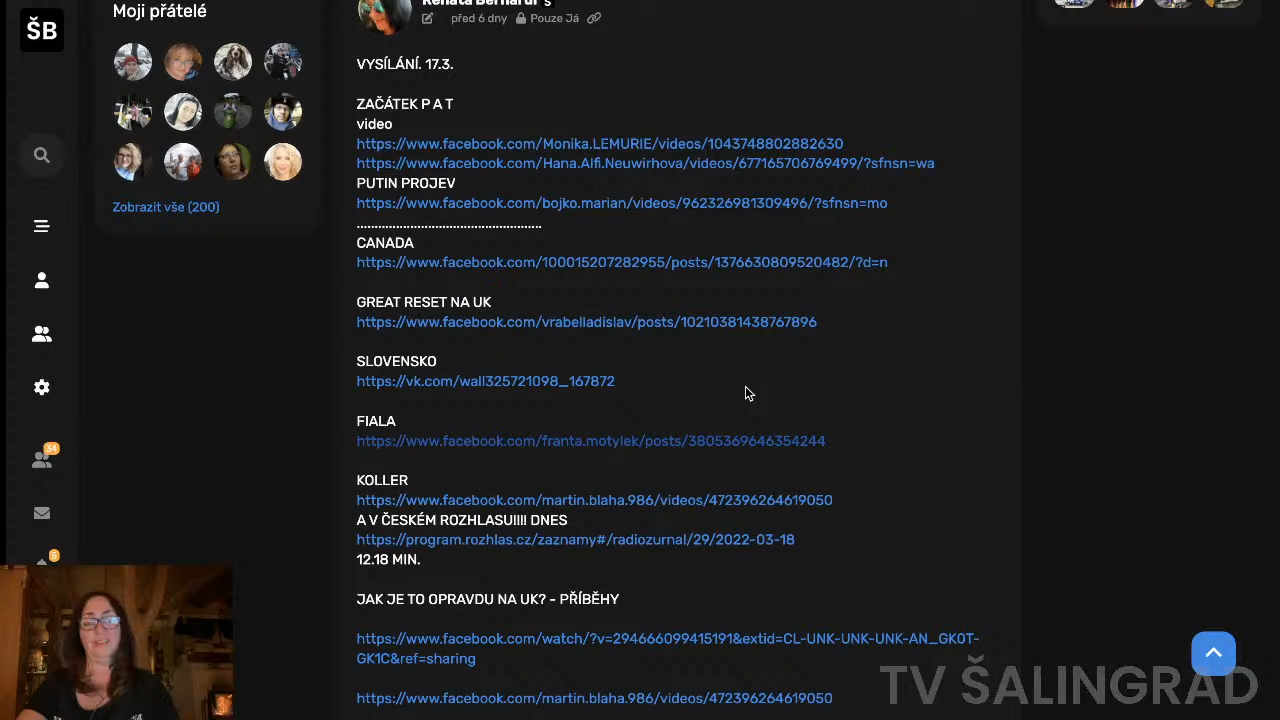 ŠB
Moji přátelé
Zobrazit vše (200)
34
5
Renata Bernardi š
před 6 dny Pouze Já
VYSÍLÁNÍ. 17.3.
ZAČÁTEK P A T
video
https://www.facebook.com/Monika.LEMURIE/videos/1043748802882630
https://www.facebook.com/Hana.Alfi.Neuwirhova/videos/677165706769499/?sfnsn=wa
PUTIN PROJEV
https://www.facebook.com/bojko.marian/videos/962326981309496/?sfnsn=mo
....................................................
CANADA
https://www.facebook.com/100015207282955/posts/1376630809520482/?d=n
GREAT RESET NA UK
https://www.facebook.com/vrabelladislav/posts/10210381438767896
SLOVENSKO
https://vk.com/wall325721098_167872
FIALA
https://www.facebook.com/franta.motylek/posts/3805369646354244
KOLLER
https://www.facebook.com/martin.blaha.986/videos/472396264619050
A V ČESKÉM ROZHLASU!!!! DNES
https://program.rozhlas.cz/zaznamy#/radiozurnal/29/2022-03-18
12.18 MIN.
JAK JE TO OPRAVDU NA UK? - PŘÍBĚHY
https://www.facebook.com/watch/?v=294666099415191&extid=CL-UNK-UNK-UNK-AN_GK0T-
GK1C&ref=sharing
https://www.facebook.com/martin.blaha.986/videos/472396264619050
TV ŠALINGRAD